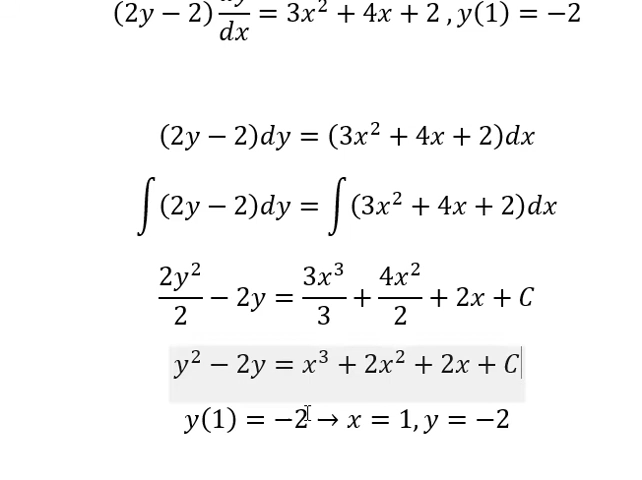 (2y − 2) dy/dx = 3x² + 4x + 2 , y(1) = −2
(2y − 2)dy = (3x² + 4x + 2)dx
∫(2y − 2)dy = ∫(3x² + 4x + 2)dx
2y²/2 − 2y = 3x³/3 + 4x²/2 + 2x + C
y² − 2y = x³ + 2x² + 2x + C
y(1) = −2 → x = 1, y = −2